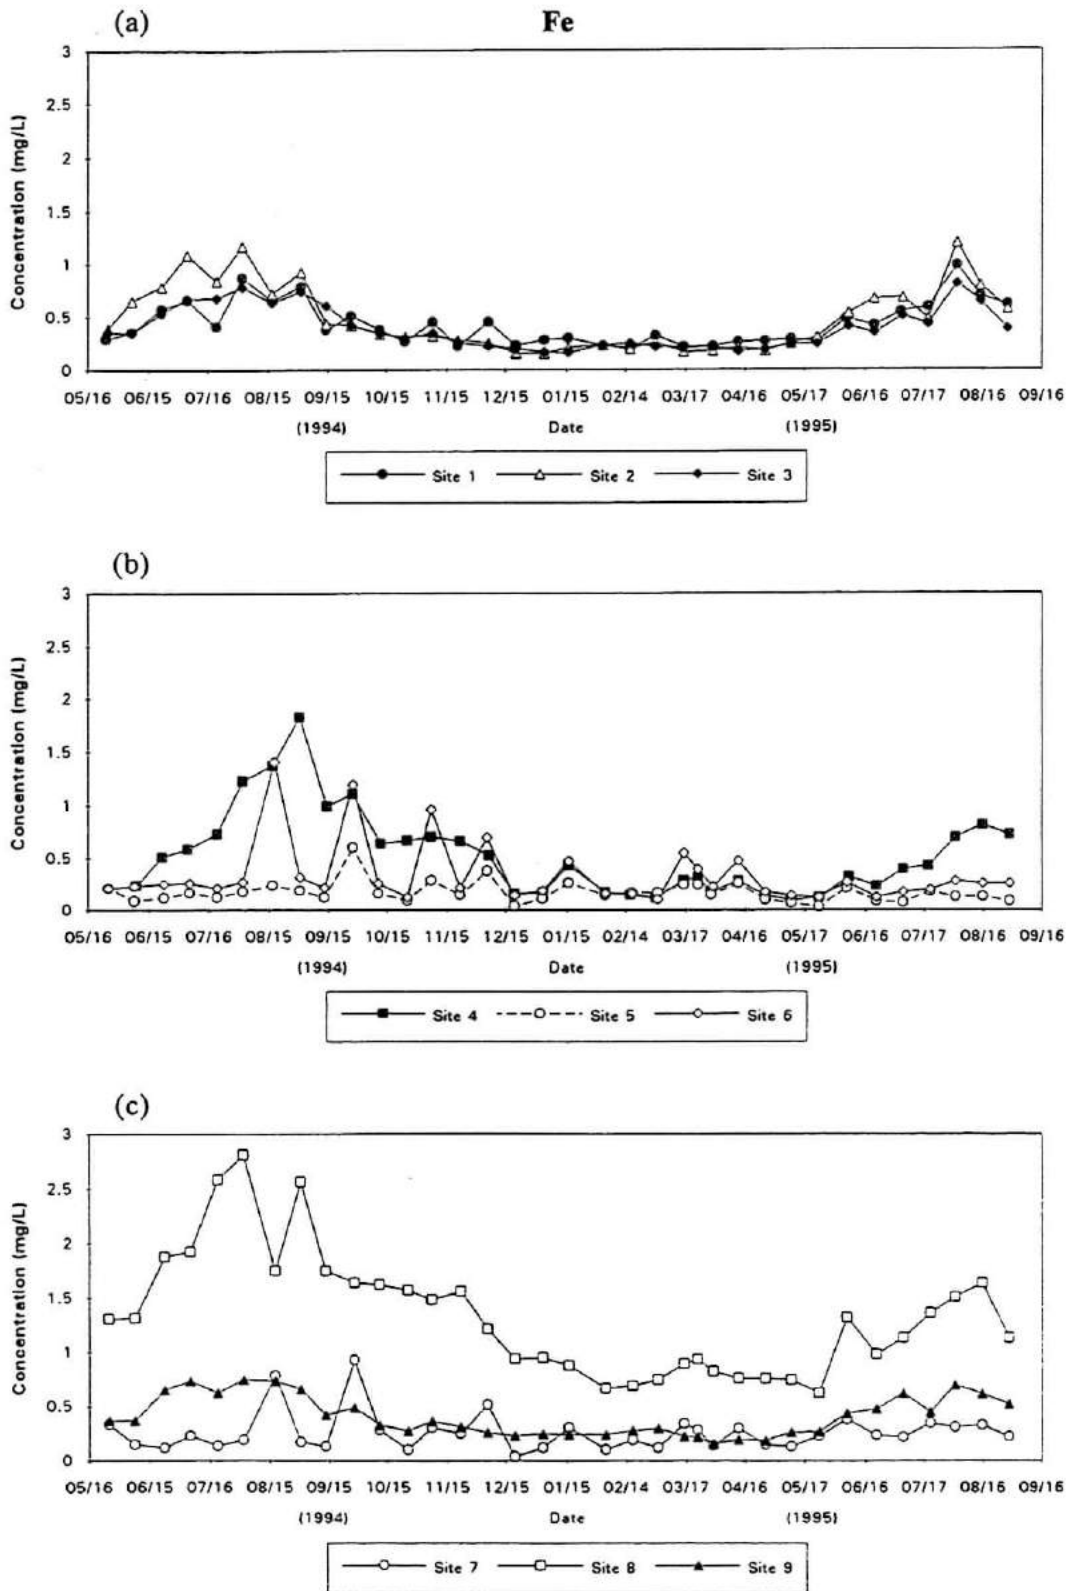 (a) Fe
3
2.5
2
1.5
1
0.5
0
Concentration (mg/L)
05/16 06/15 07/16 08/15 09/15 10/15 11/15 12/15 01/15 02/14 03/17 04/16 05/17 06/16 07/17 08/16 09/16
(1994) Date (1995)
Site 1 Site 2 Site 3
(b)
3
2.5
2
1.5
1
0.5
0
Concentration (mg/L)
05/16 06/15 07/16 08/15 09/15 10/15 11/15 12/15 01/15 02/14 03/17 04/16 05/17 06/16 07/17 08/16 09/16
(1994) Date (1995)
Site 4 Site 5 Site 6
(c)
3
2.5
2
1.5
1
0.5
0
Concentration (mg/L)
05/16 06/15 07/16 08/15 09/15 10/15 11/15 12/15 01/15 02/14 03/17 04/16 05/17 06/16 07/17 08/16 09/16
(1994) Date (1995)
Site 7 Site 8 Site 9